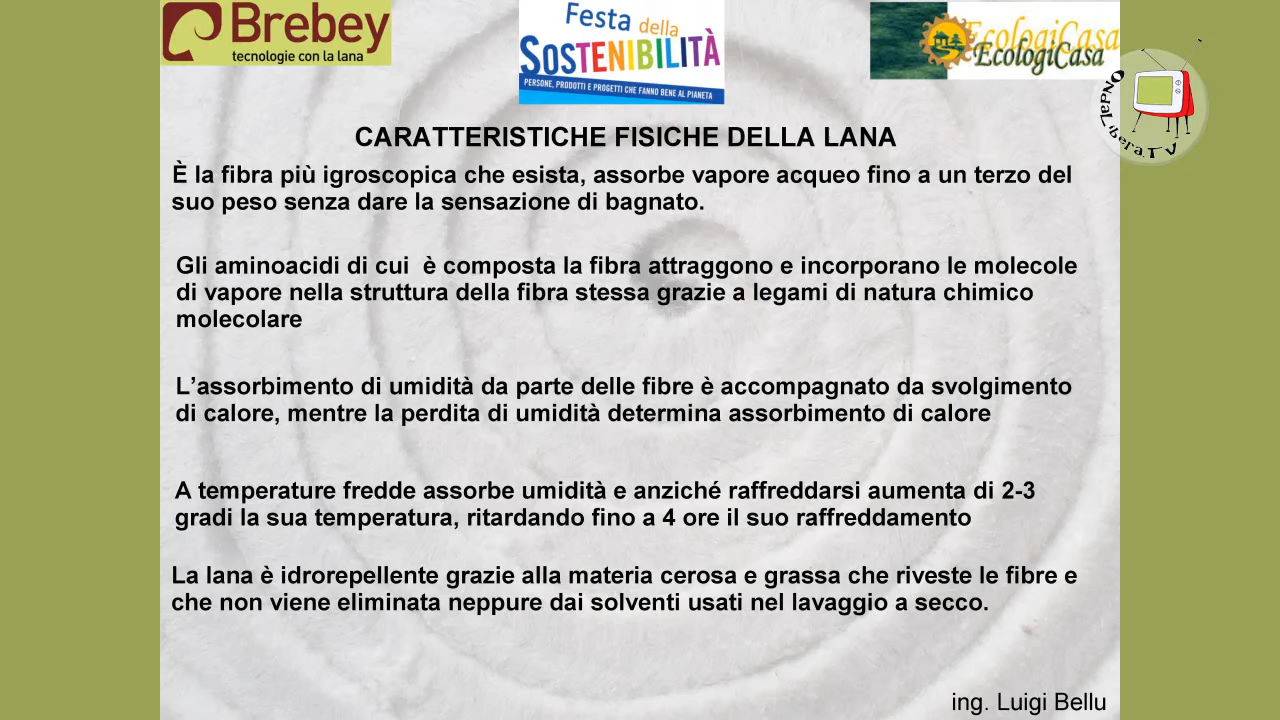 Brebey
tecnologie con la lana
Festa della
SOSTENIBILITÀ
PERSONE, PRODOTTI E PROGETTI CHE FANNO BENE AL PIANETA
EcologiCasa
EcologiCasa
OndaLiberaTV
CARATTERISTICHE FISICHE DELLA LANA
È la fibra più igroscopica che esista, assorbe vapore acqueo fino a un terzo del
suo peso senza dare la sensazione di bagnato.
Gli aminoacidi di cui  è composta la fibra attraggono e incorporano le molecole
di vapore nella struttura della fibra stessa grazie a legami di natura chimico
molecolare
L’assorbimento di umidità da parte delle fibre è accompagnato da svolgimento
di calore, mentre la perdita di umidità determina assorbimento di calore
A temperature fredde assorbe umidità e anziché raffreddarsi aumenta di 2-3
gradi la sua temperatura, ritardando fino a 4 ore il suo raffreddamento
La lana è idrorepellente grazie alla materia cerosa e grassa che riveste le fibre e
che non viene eliminata neppure dai solventi usati nel lavaggio a secco.
ing. Luigi Bellu